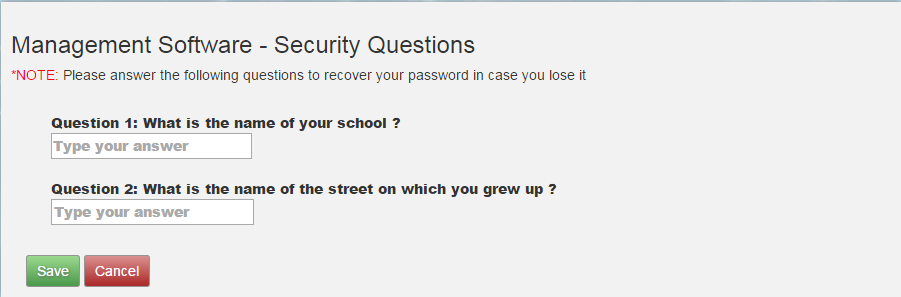 Management Software - Security Questions
*NOTE: Please answer the following questions to recover your password in case you lose it
Question 1: What is the name of your school ?
Type your answer
Question 2: What is the name of the street on which you grew up ?
Type your answer
Save Cancel